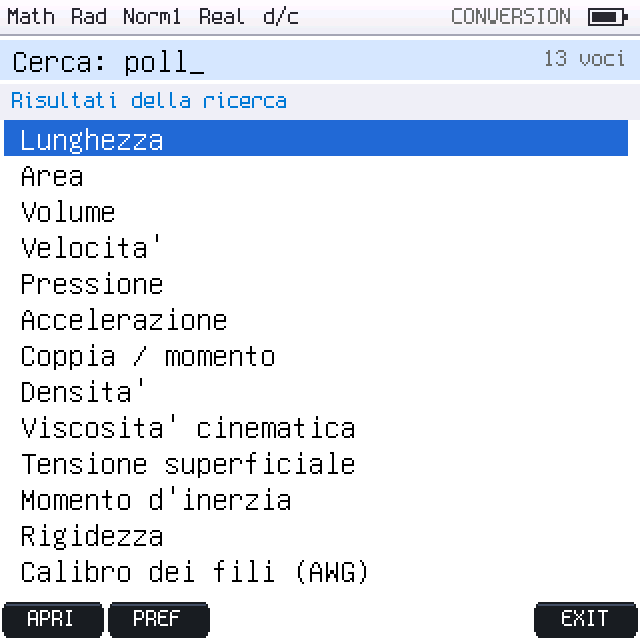 Math Rad Norm1 Real d/c CONVERSION
Cerca: poll_ 13 voci
Risultati della ricerca
Lunghezza
Area
Volume
Velocita'
Pressione
Accelerazione
Coppia / momento
Densita'
Viscosita' cinematica
Tensione superficiale
Momento d'inerzia
Rigidezza
Calibro dei fili (AWG)
APRI PREF EXIT